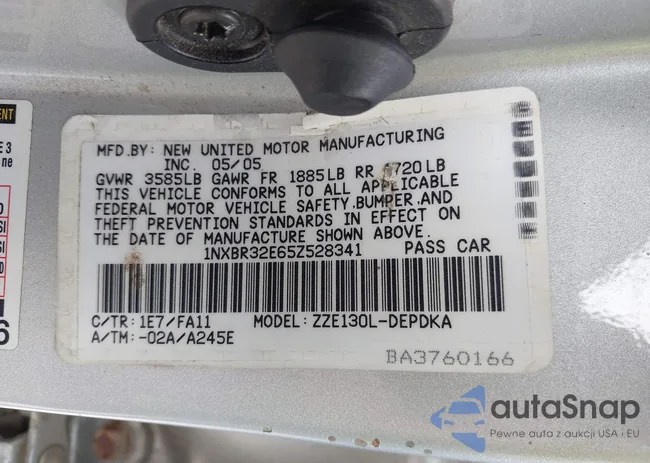 MFD.BY: NEW UNITED MOTOR MANUFACTURING
INC. 05/05
GVWR 3585LB GAWR FR 1885LB RR 1720LB
THIS VEHICLE CONFORMS TO ALL APPLICABLE
FEDERAL MOTOR VEHICLE SAFETY,BUMPER,AND
THEFT PREVENTION STANDARDS IN EFFECT ON
THE DATE OF MANUFACTURE SHOWN ABOVE.
1NXBR32E65Z528341 PASS CAR
C/TR: 1E7/FA11 MODEL: ZZE130L-DEPDKA
A/TM: -02A/A245E
BA3760166
autaSnap
Pewne auta z aukcji USA i EU